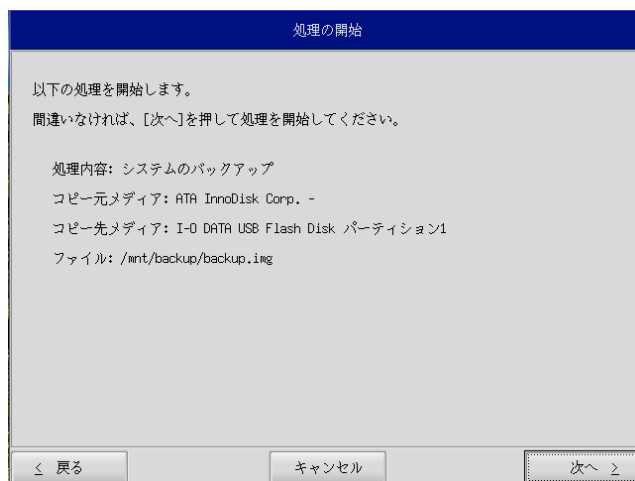 処理の開始
以下の処理を開始します。
間違いなければ、[次へ]を押して処理を開始してください。
処理内容: システムのバックアップ
コピー元メディア: ATA InnoDisk Corp. -
コピー先メディア: I-O DATA USB Flash Disk パーティション1
ファイル: /mnt/backup/backup.img
< 戻る
キャンセル
次へ >